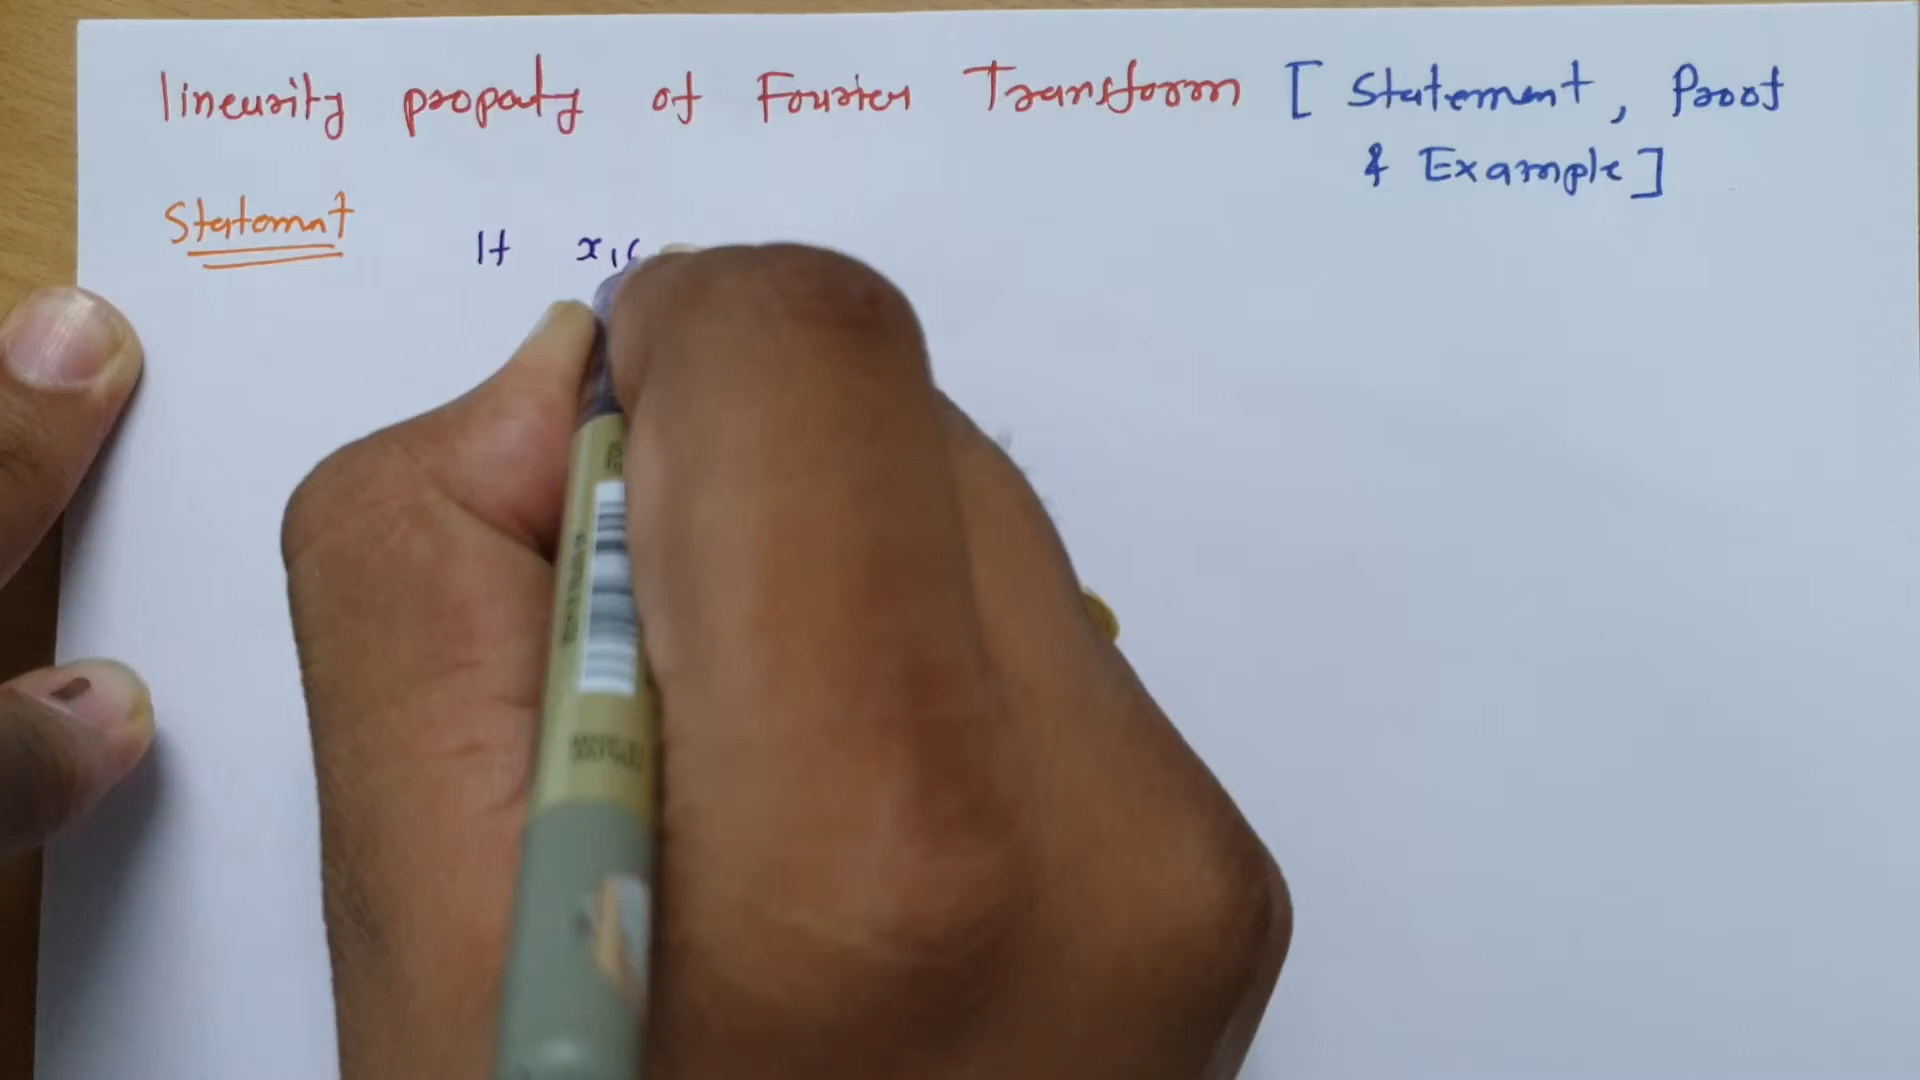 linearity property of Fourier Transform [ Statement, Proof
& Example ]
Statement
If x₁(